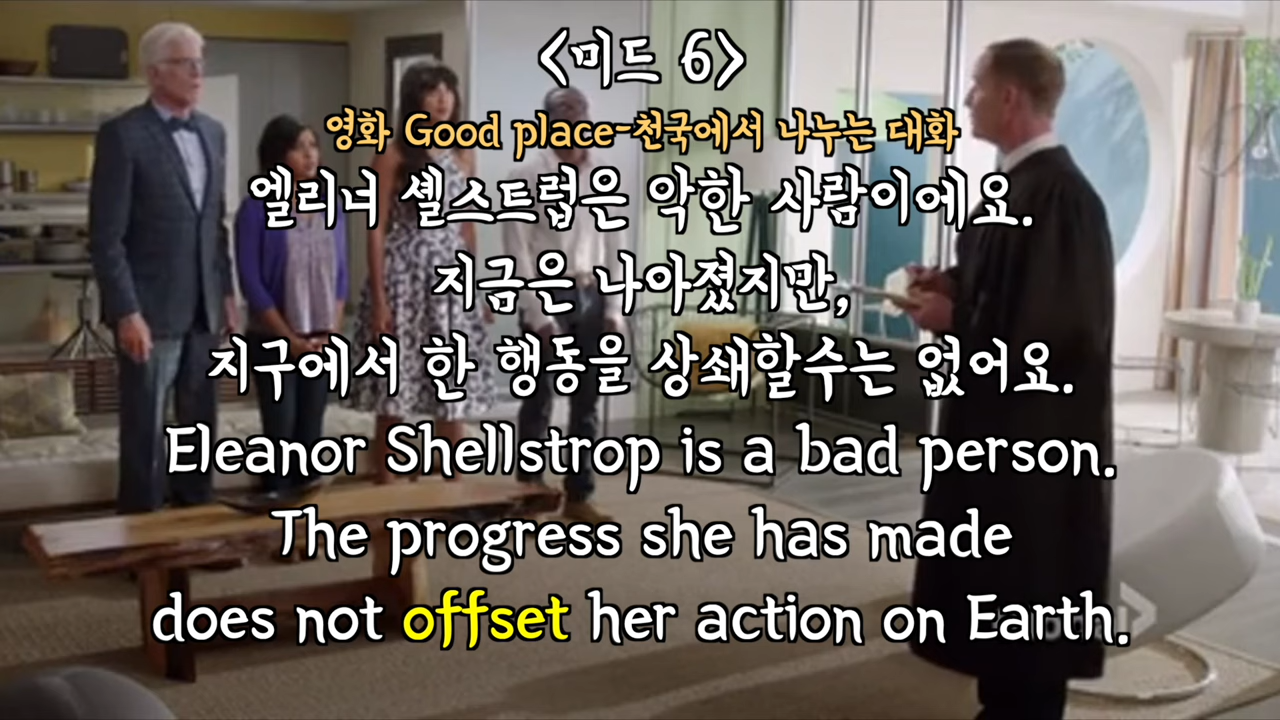 <미드 6>
영화 Good place-천국에서 나누는 대화
엘리너 셸스트럽은 악한 사람이에요.
지금은 나아졌지만,
지구에서 한 행동을 상쇄할수는 없어요.
Eleanor Shellstrop is a bad person.
The progress she has made
does not offset her action on Earth.